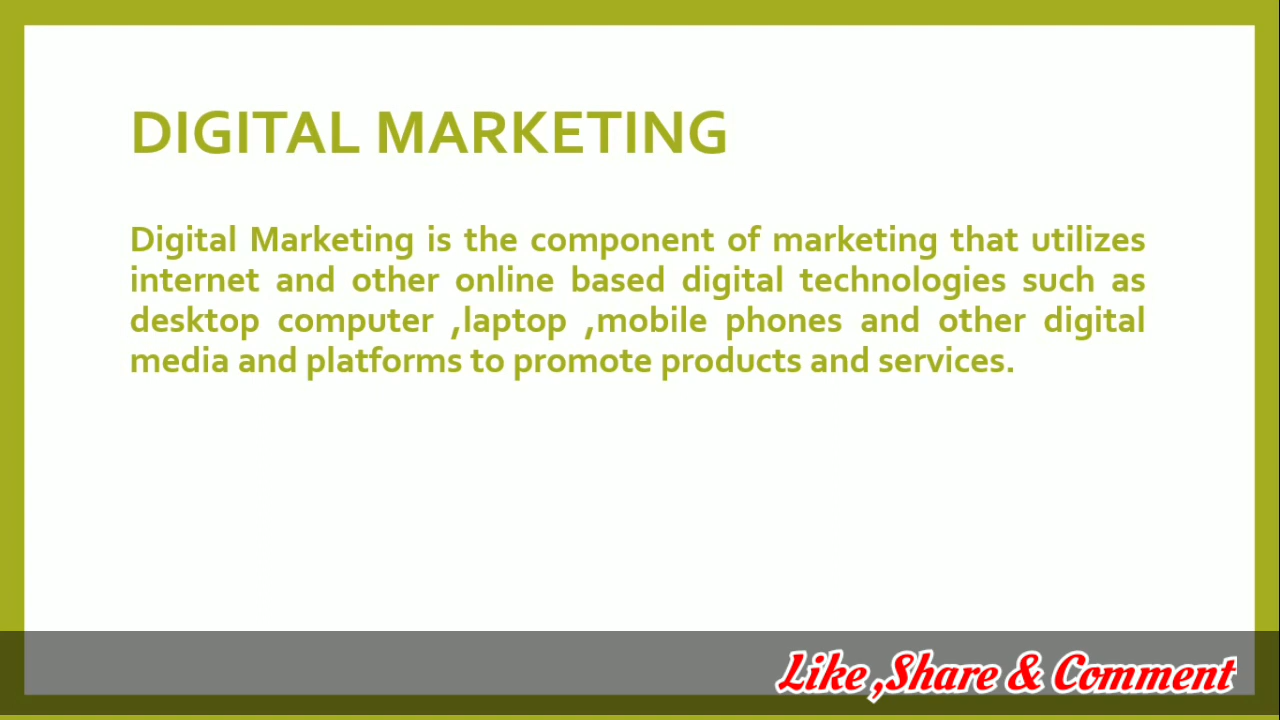 DIGITAL MARKETING
Digital Marketing is the component of marketing that utilizes
internet and other online based digital technologies such as
desktop computer ,laptop ,mobile phones and other digital
media and platforms to promote products and services.
Like ,Share & Comment